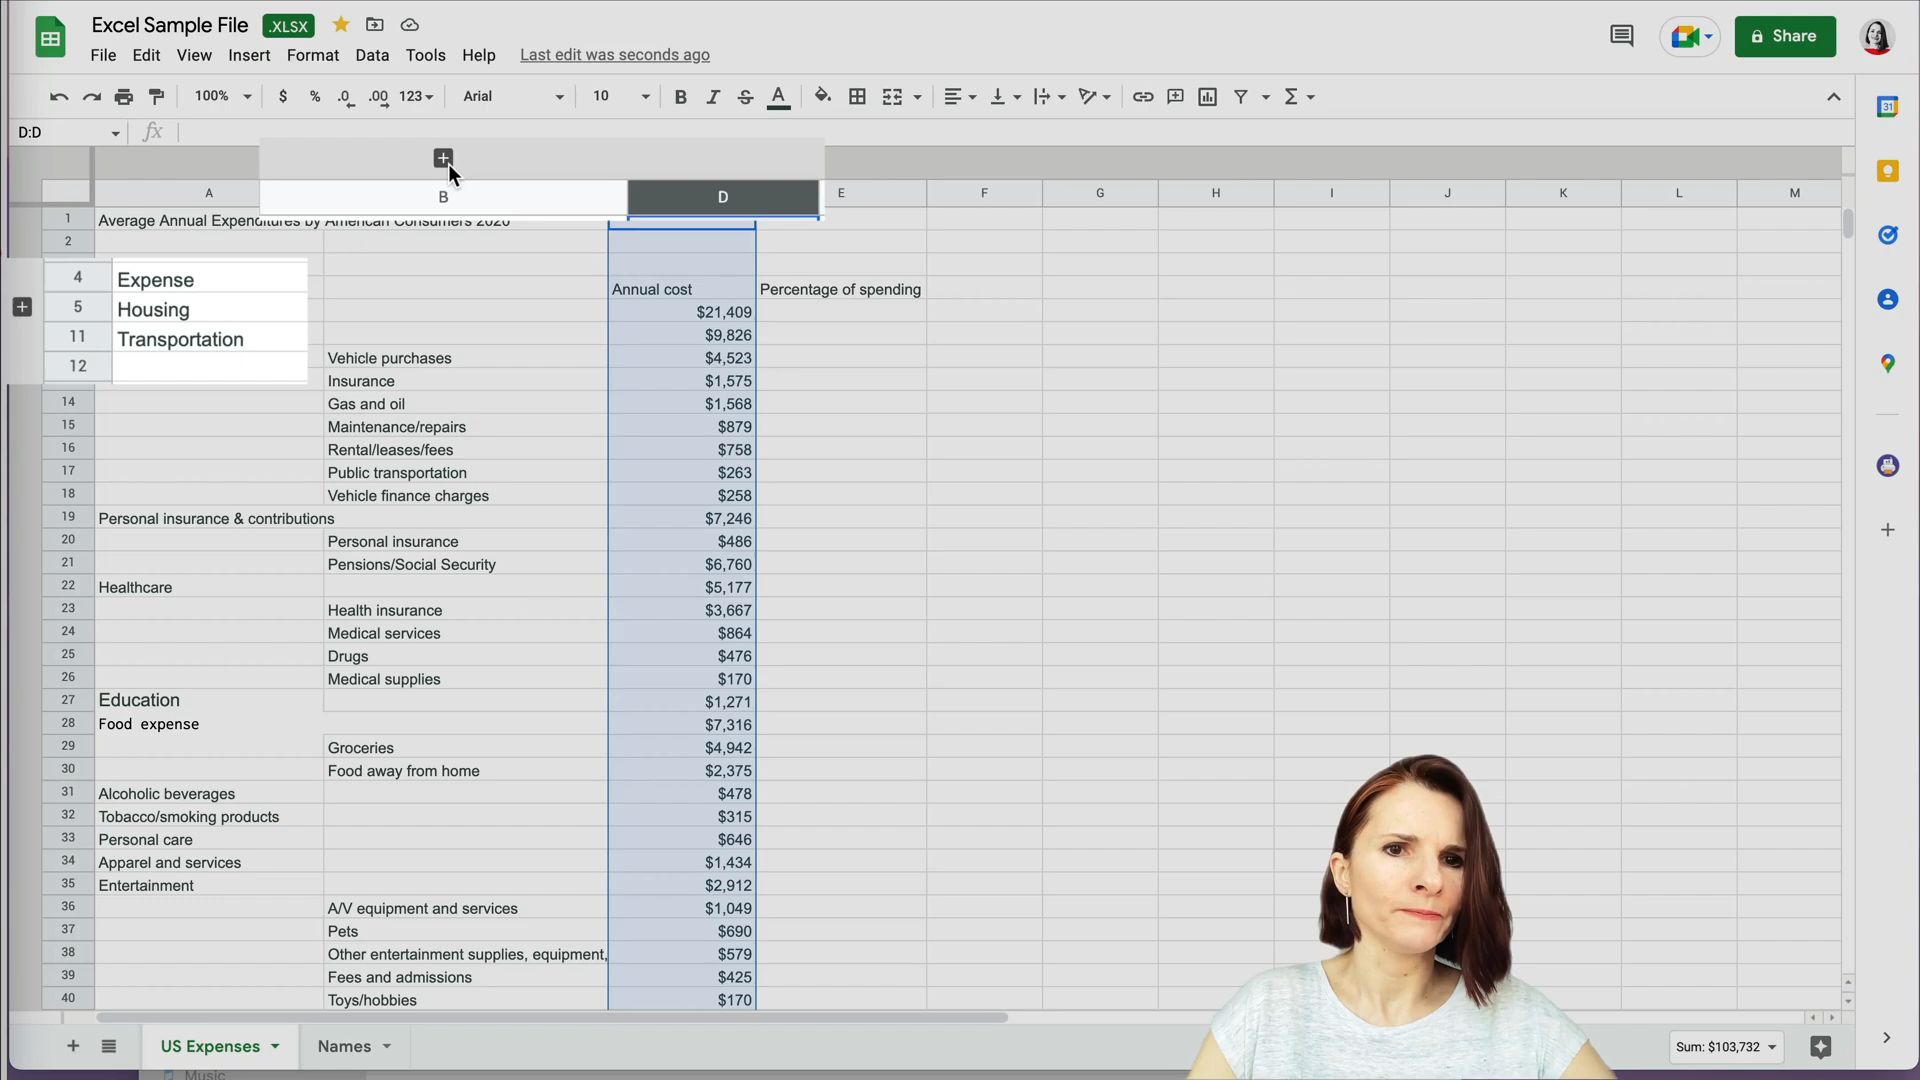 Excel Sample File .XLSX
File Edit View Insert Format Data Tools Help Last edit was seconds ago
Share
100% $ % .0 .00 123 Arial 10 B I S A Σ
31
D:D fx
B D
A E F G H I J K L M
1 Average Annual Expenditures by American Consumers 2020
2
4 Expense Annual cost Percentage of spending
5 Housing $21,409
11 Transportation $9,826
12 Vehicle purchases $4,523
Insurance $1,575
14 Gas and oil $1,568
15 Maintenance/repairs $879
16 Rental/leases/fees $758
17 Public transportation $263
18 Vehicle finance charges $258
19 Personal insurance & contributions $7,246
20 Personal insurance $486
21 Pensions/Social Security $6,760
22 Healthcare $5,177
23 Health insurance $3,667
24 Medical services $864
25 Drugs $476
26 Medical supplies $170
27 Education $1,271
28 Food expense $7,316
29 Groceries $4,942
30 Food away from home $2,375
31 Alcoholic beverages $478
32 Tobacco/smoking products $315
33 Personal care $646
34 Apparel and services $1,434
35 Entertainment $2,912
36 A/V equipment and services $1,049
37 Pets $690
38 Other entertainment supplies, equipment, $579
39 Fees and admissions $425
40 Toys/hobbies $170
US Expenses Names Sum: $103,732
Music